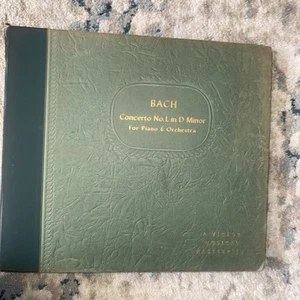 BACH
Concerto No. 1. in D Minor
For Piano & Orchestra
A VICTOR
MUSICAL